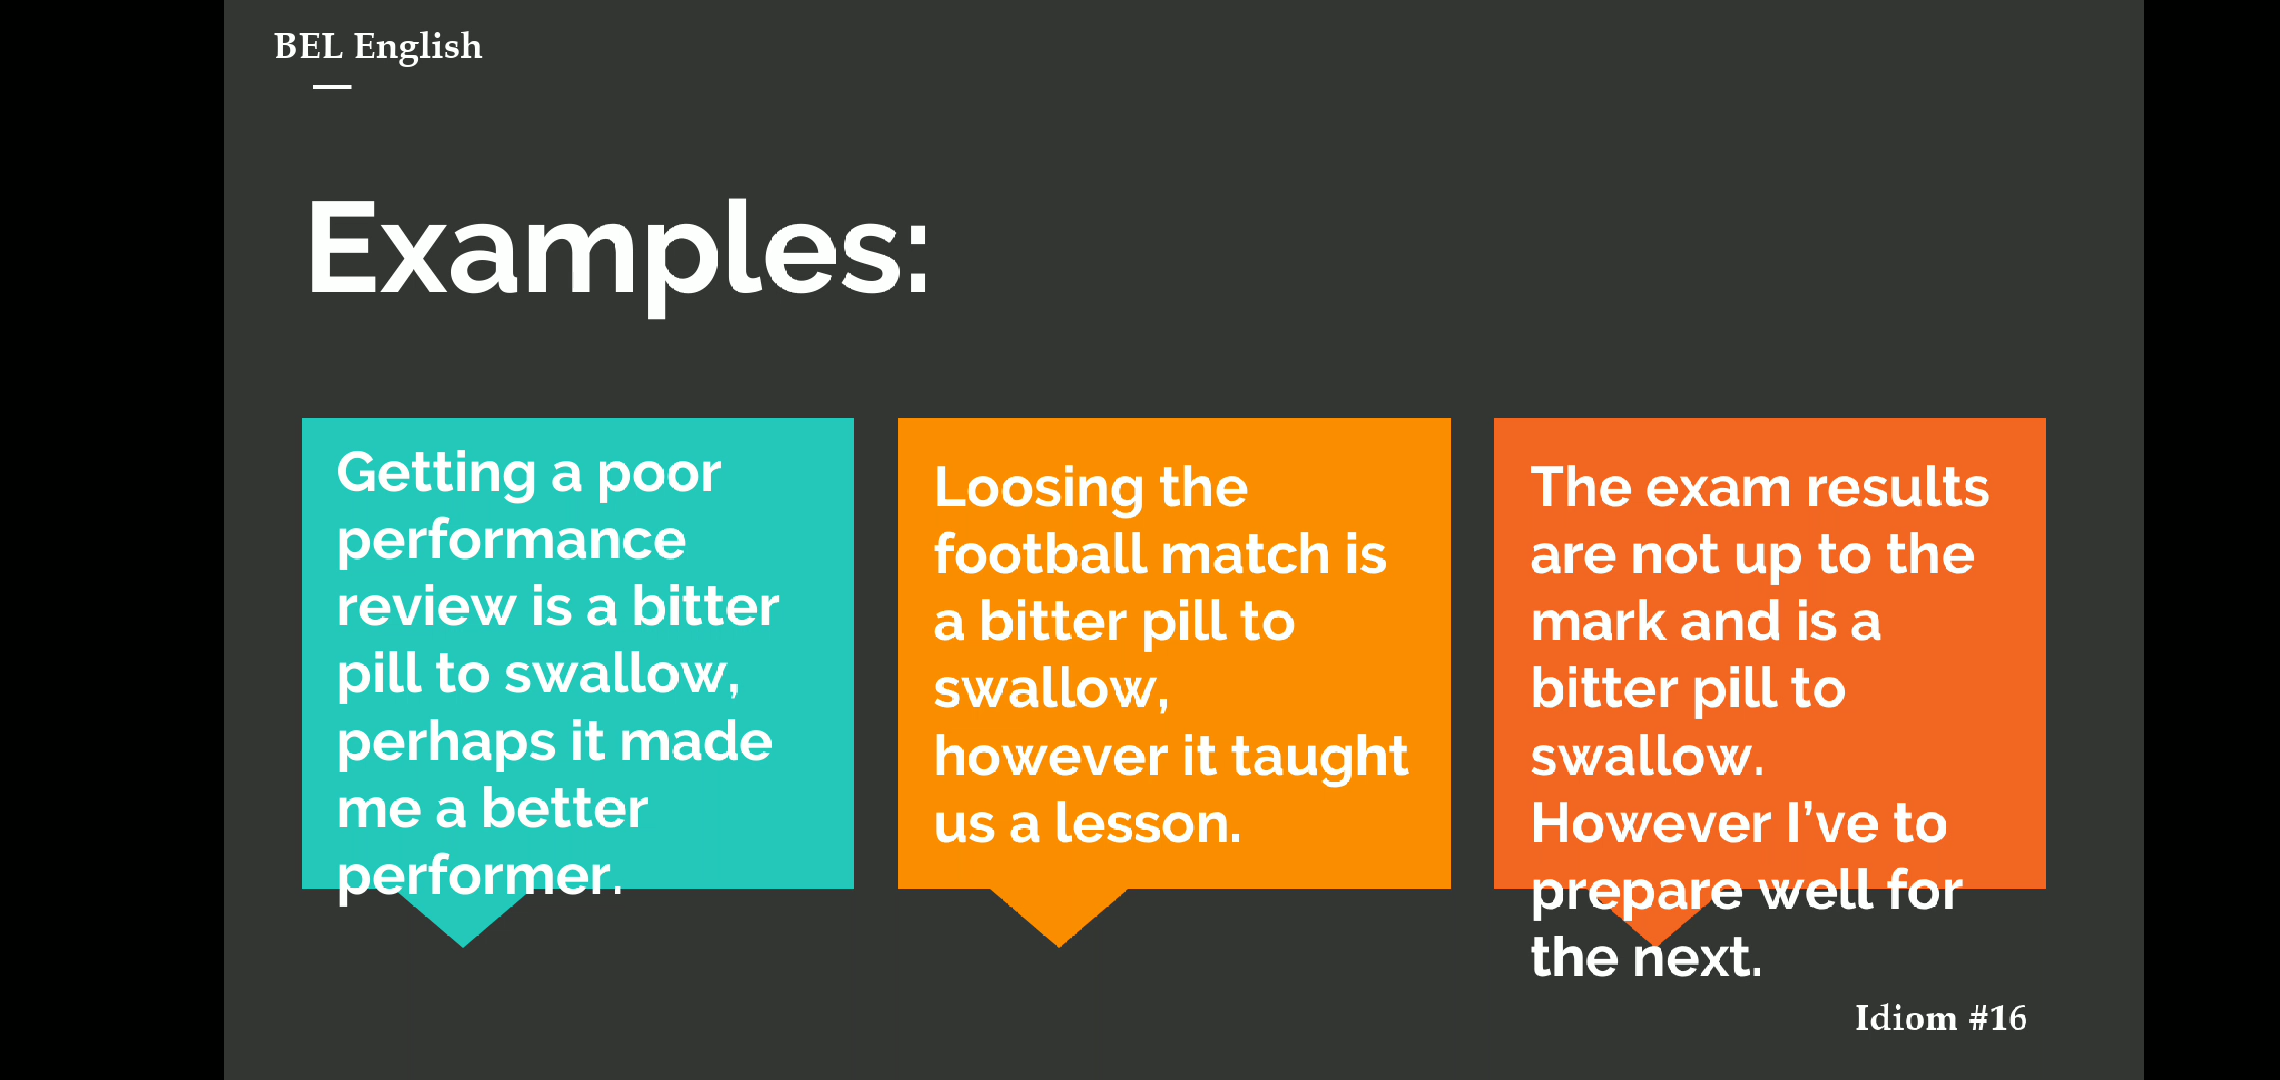 BEL English
Examples:
Getting a poor
performance
review is a bitter
pill to swallow,
perhaps it made
me a better
performer.
Loosing the
football match is
a bitter pill to
swallow,
however it taught
us a lesson.
The exam results
are not up to the
mark and is a
bitter pill to
swallow.
However I’ve to
prepare well for
the next.
Idiom #16